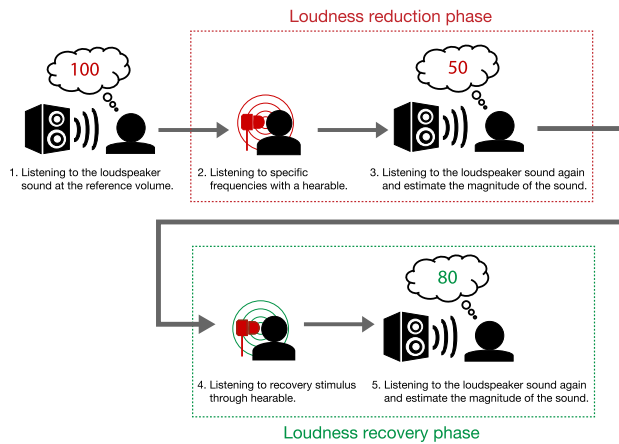 Loudness reduction phase
100
50
1. Listening to the loudspeaker
sound at the reference volume.
2. Listening to specific
frequencies with a hearable.
3. Listening to the loudspeaker sound again
and estimate the magnitude of the sound.
80
4. Listening to recovery stimulus
through hearable.
5. Listening to the loudspeaker sound again
and estimate the magnitude of the sound.
Loudness recovery phase